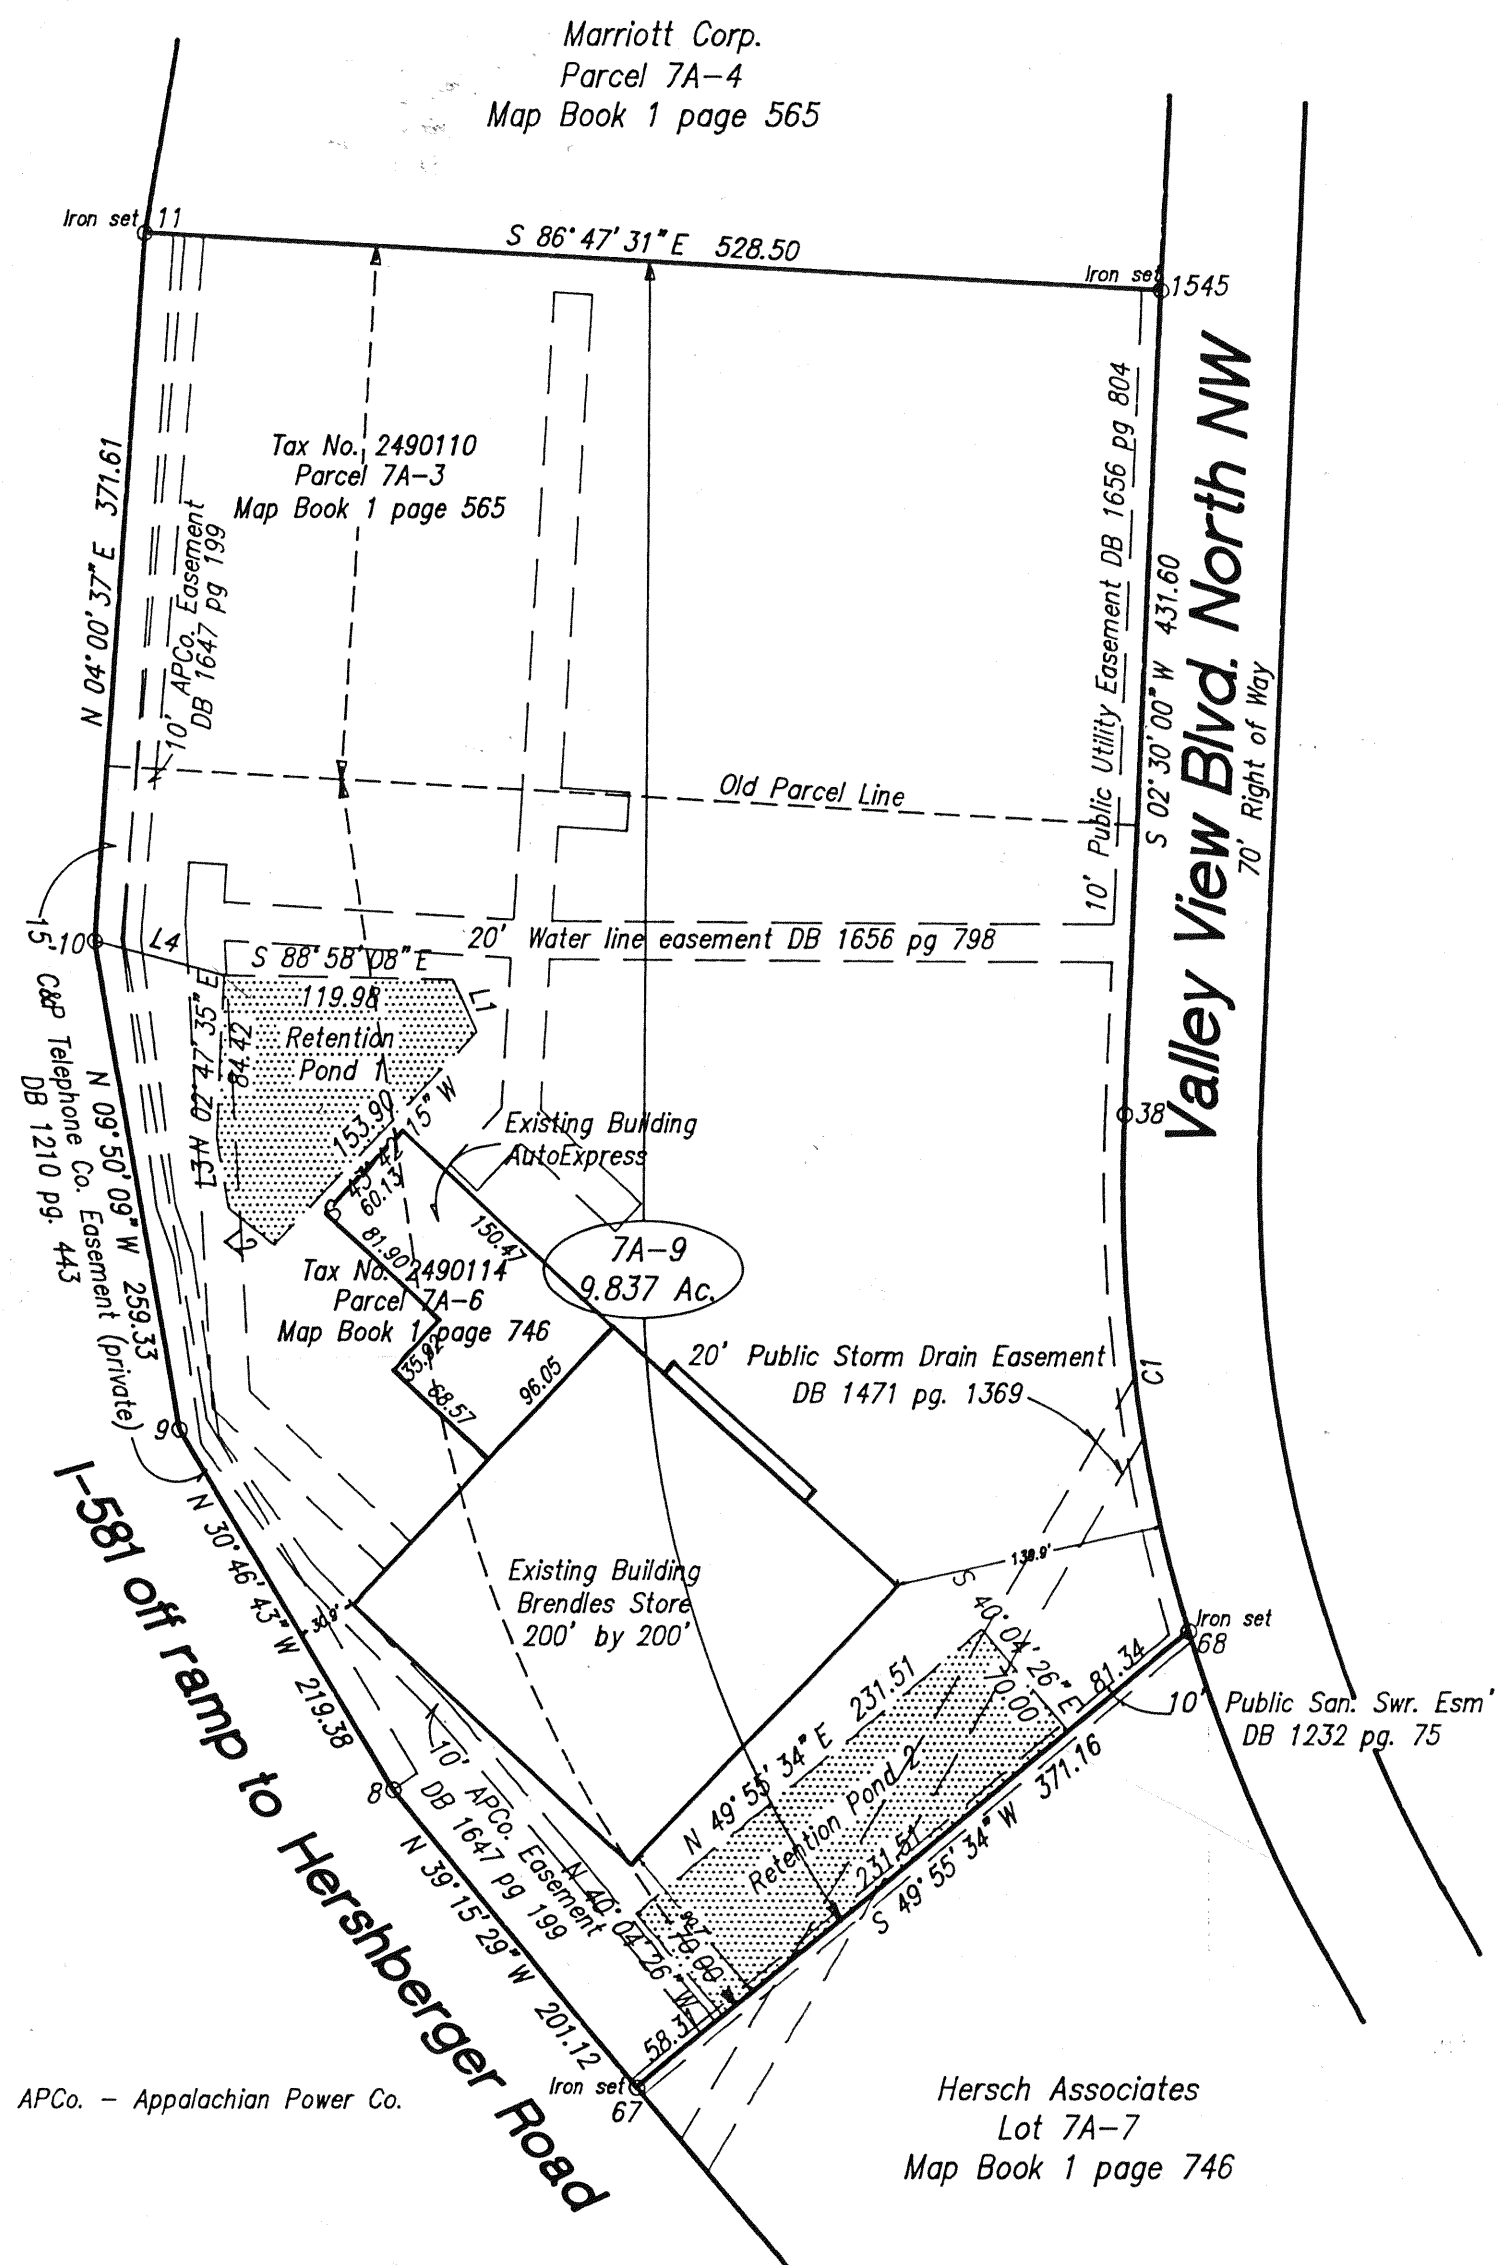 Marriott Corp.
Parcel 7A-4
Map Book 1 page 565
Iron set
11
S 86°47'31" E 528.50
Iron set
1545
Tax No. 2490110
Parcel 7A-3
Map Book 1 page 565
N 04°00'37" E 371.61
10' APCo. Easement
DB 1647 pg 199
10' Public Utility Easement DB 1656 pg 804
S 02°30'00" W 431.60
Valley View Blvd. North NW
70' Right of Way
Old Parcel Line
15' C&P Telephone Co. Easement (private)
DB 1210 pg. 443
10
L4
20' Water line easement DB 1656 pg 798
S 88°58'08" E
119.98
L1
Retention
Pond 1
L3
N 02°47'35" E
84.42
153.90
S 43°42'15" W
L2
60.13
Existing Building
AutoExpress
38
N 09°50'09" W 259.33
81.90
150.47
7A-9
9.837 Ac.
Tax No. 2490114
Parcel 7A-6
Map Book 1 page 746
35.92
68.57
96.05
20' Public Storm Drain Easement
DB 1471 pg. 1369
C1
9
I-581 off ramp to Hershberger Road
N 30°46'43" W 219.38
30.9'
Existing Building
Brendles Store
200' by 200'
S 40°04'26" E
70.00
Iron set
68
81.34
10' Public San. Swr. Esm'
DB 1232 pg. 75
N 49°55'34" E 231.51
Retention Pond 2
231.51
S 49°55'34" W 371.16
8
10' APCo. Easement
DB 1647 pg 199
N 40°04'26" W
70.00
N 39°15'29" W 201.12
58.31
Iron set
67
APCo. - Appalachian Power Co.
Hersch Associates
Lot 7A-7
Map Book 1 page 746